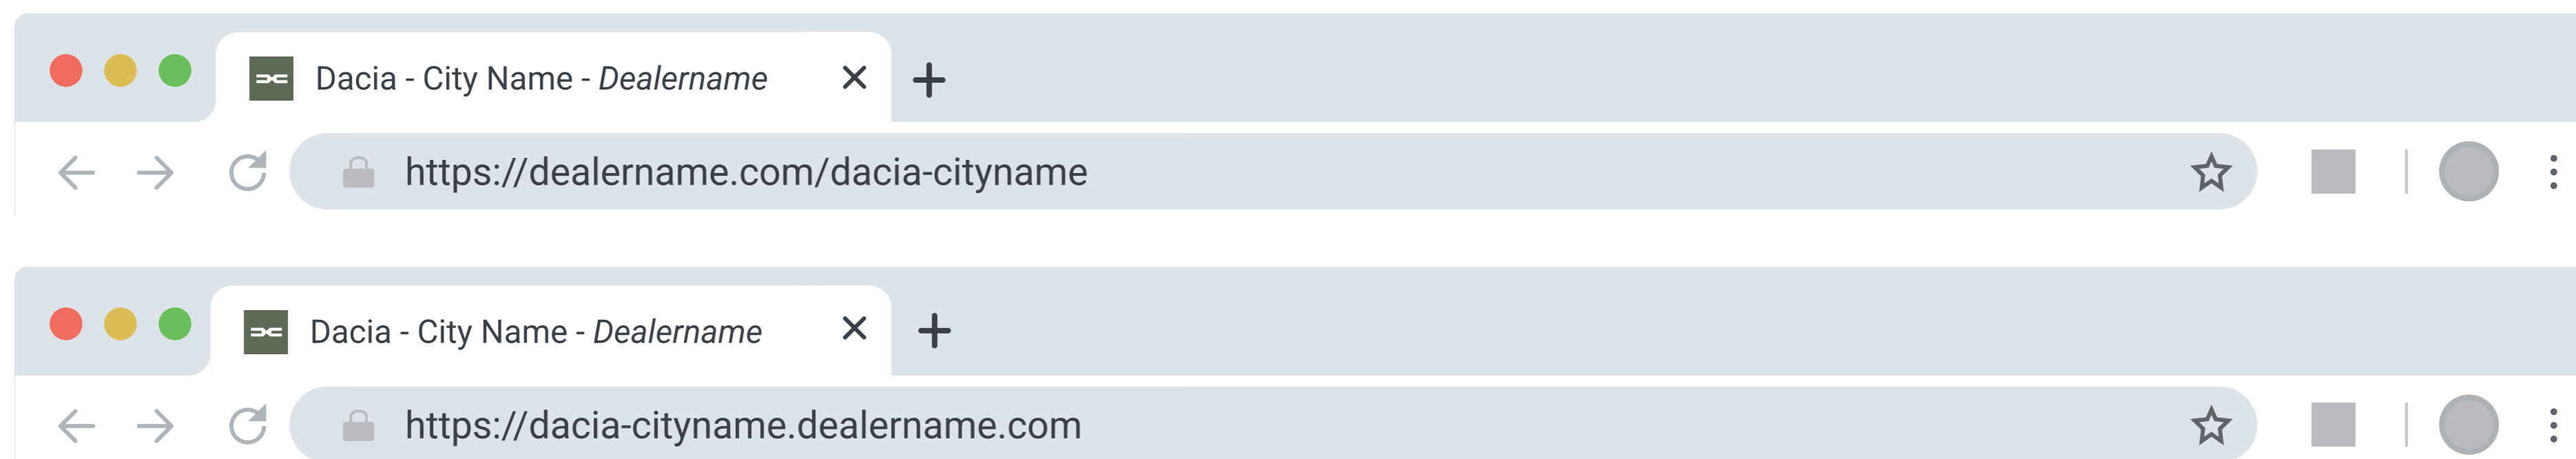 Dacia - City Name - Dealername
https://dealername.com/dacia-cityname
Dacia - City Name - Dealername
https://dacia-cityname.dealername.com